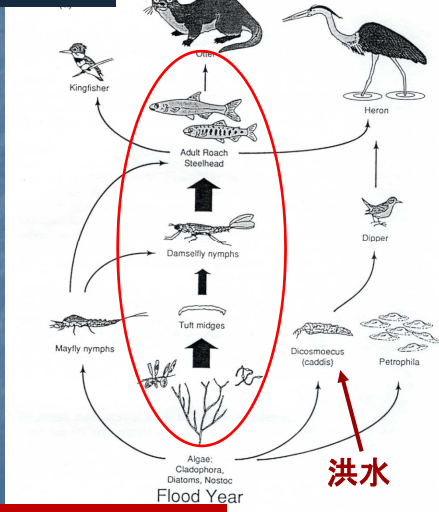 Otter
Kingfisher
Heron
Adult Roach
Steelhead
Dipper
Damselfly nymphs
Tuft midges
Mayfly nymphs
Dicosmoecus
(caddis)
Petrophila
洪水
Algae:
Cladophora,
Diatoms, Nostoc
Flood Year